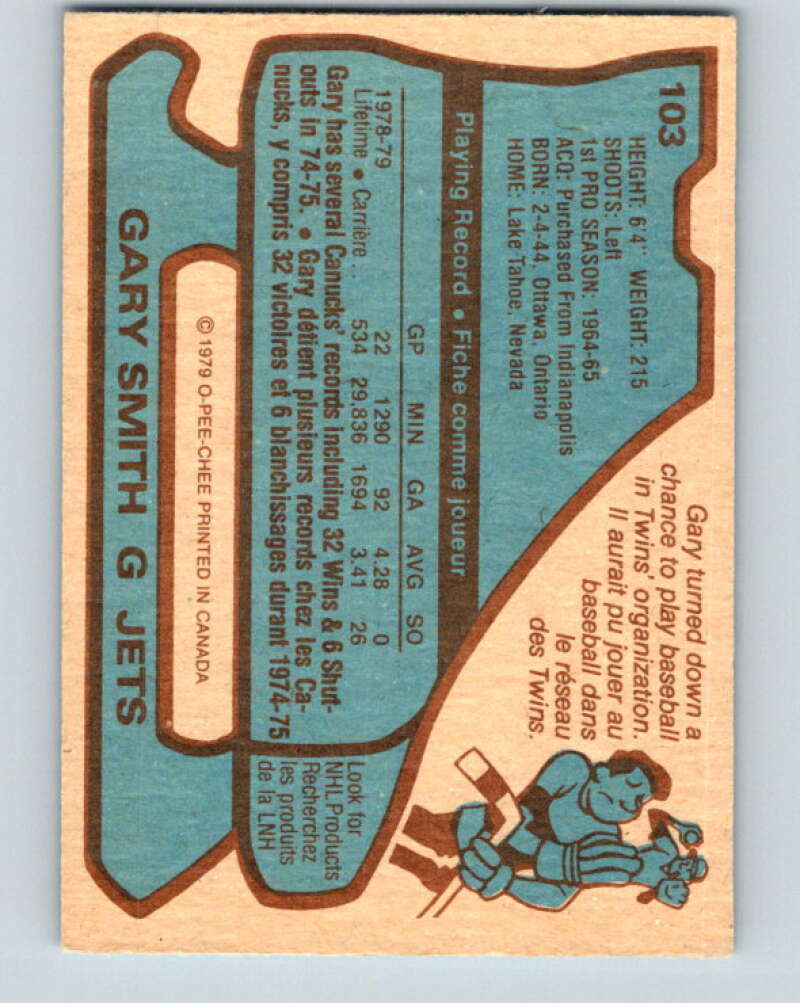 103
HEIGHT: 6'4" WEIGHT: 215
SHOOTS: Left
1st PRO SEASON: 1964-65
ACQ: Purchased From Indianapolis
BORN: 2-4-44, Ottawa, Ontario
HOME: Lake Tahoe, Nevada
Gary turned down a
chance to play baseball
in Twins' organization.
Il aurait pu jouer au
baseball dans
le réseau
des Twins.
Playing Record • Fiche comme joueur
GP MIN GA AVG SO
1978-79 22 1290 92 4.28 0
Lifetime • Carrière... 534 29,836 1694 3.41 26
Gary has several Canucks' records including 32 Wins & 6 Shut-
outs in 74-75. • Gary détient plusieurs records chez les Ca-
nucks, y compris 32 victoires et 6 blanchissages durant 1974-75
Look for
NHL Products
Recherchez
les produits
de la LNH
© 1979 O-PEE-CHEE PRINTED IN CANADA
GARY SMITH G JETS